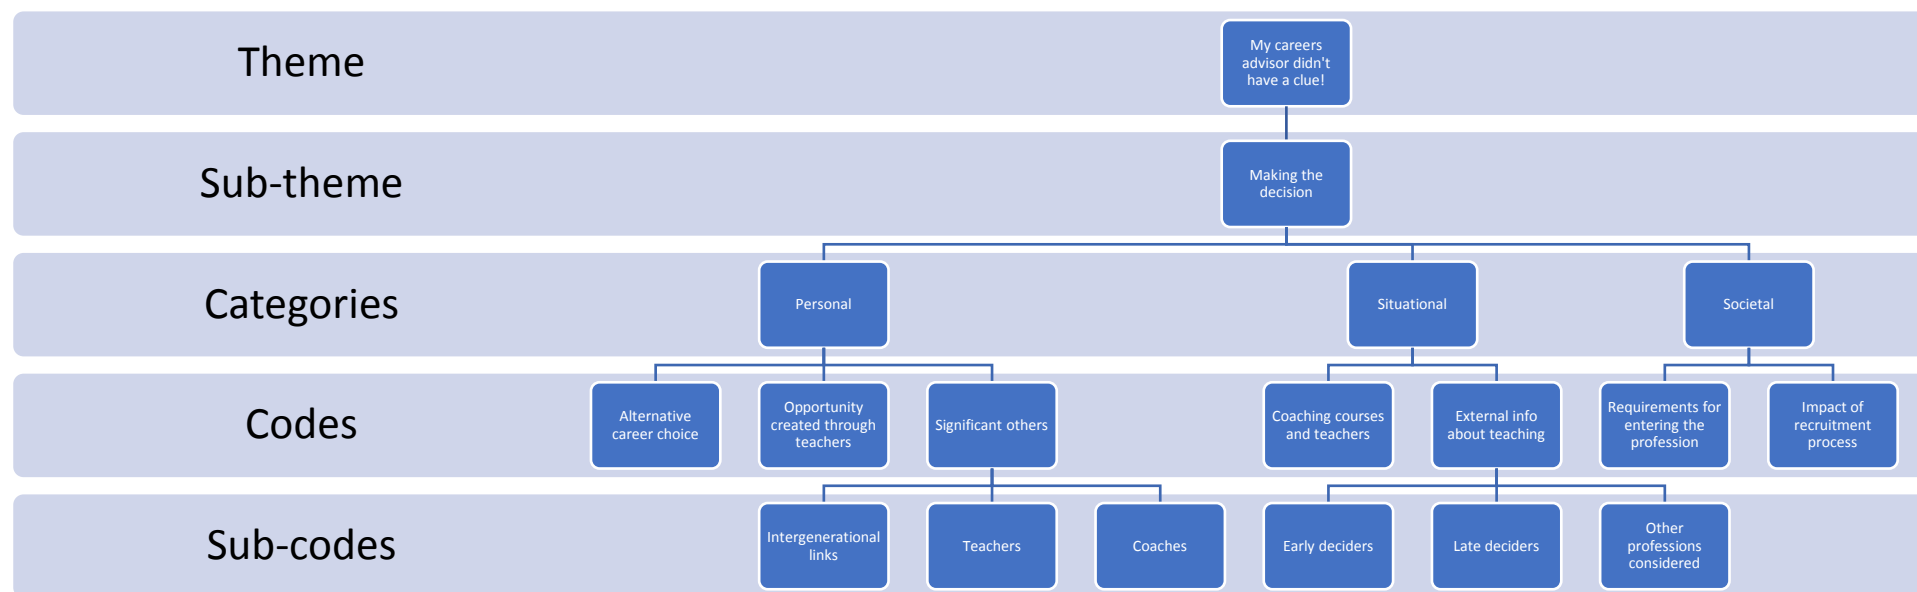 Theme
My careers
advisor didn't
have a clue!
Sub-theme
Making the
decision
Categories
Personal
Situational
Societal
Codes
Alternative
career choice
Opportunity
created through
teachers
Significant others
Coaching courses
and teachers
External info
about teaching
Requirements for
entering the
profession
Impact of
recruitment
process
Sub-codes
Intergenerational
links
Teachers
Coaches
Early deciders
Late deciders
Other
professions
considered